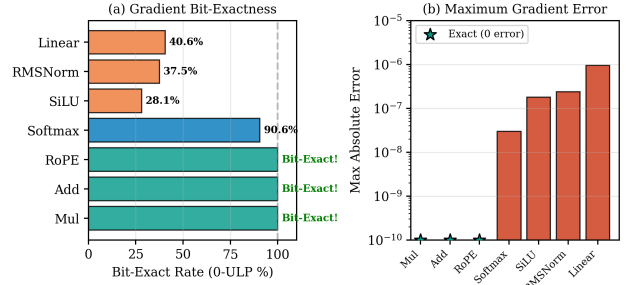 (a) Gradient Bit-Exactness
Linear
40.6%
RMSNorm
37.5%
SiLU
28.1%
Softmax
90.6%
RoPE
Bit-Exact!
Add
Bit-Exact!
Mul
Bit-Exact!
0
25
50
75
100
Bit-Exact Rate (0-ULP %)
(b) Maximum Gradient Error
Exact (0 error)
Max Absolute Error
10⁻⁵
10⁻⁶
10⁻⁷
10⁻⁸
10⁻⁹
10⁻¹⁰
Mul
Add
RoPE
Softmax
SiLU
RMSNorm
Linear